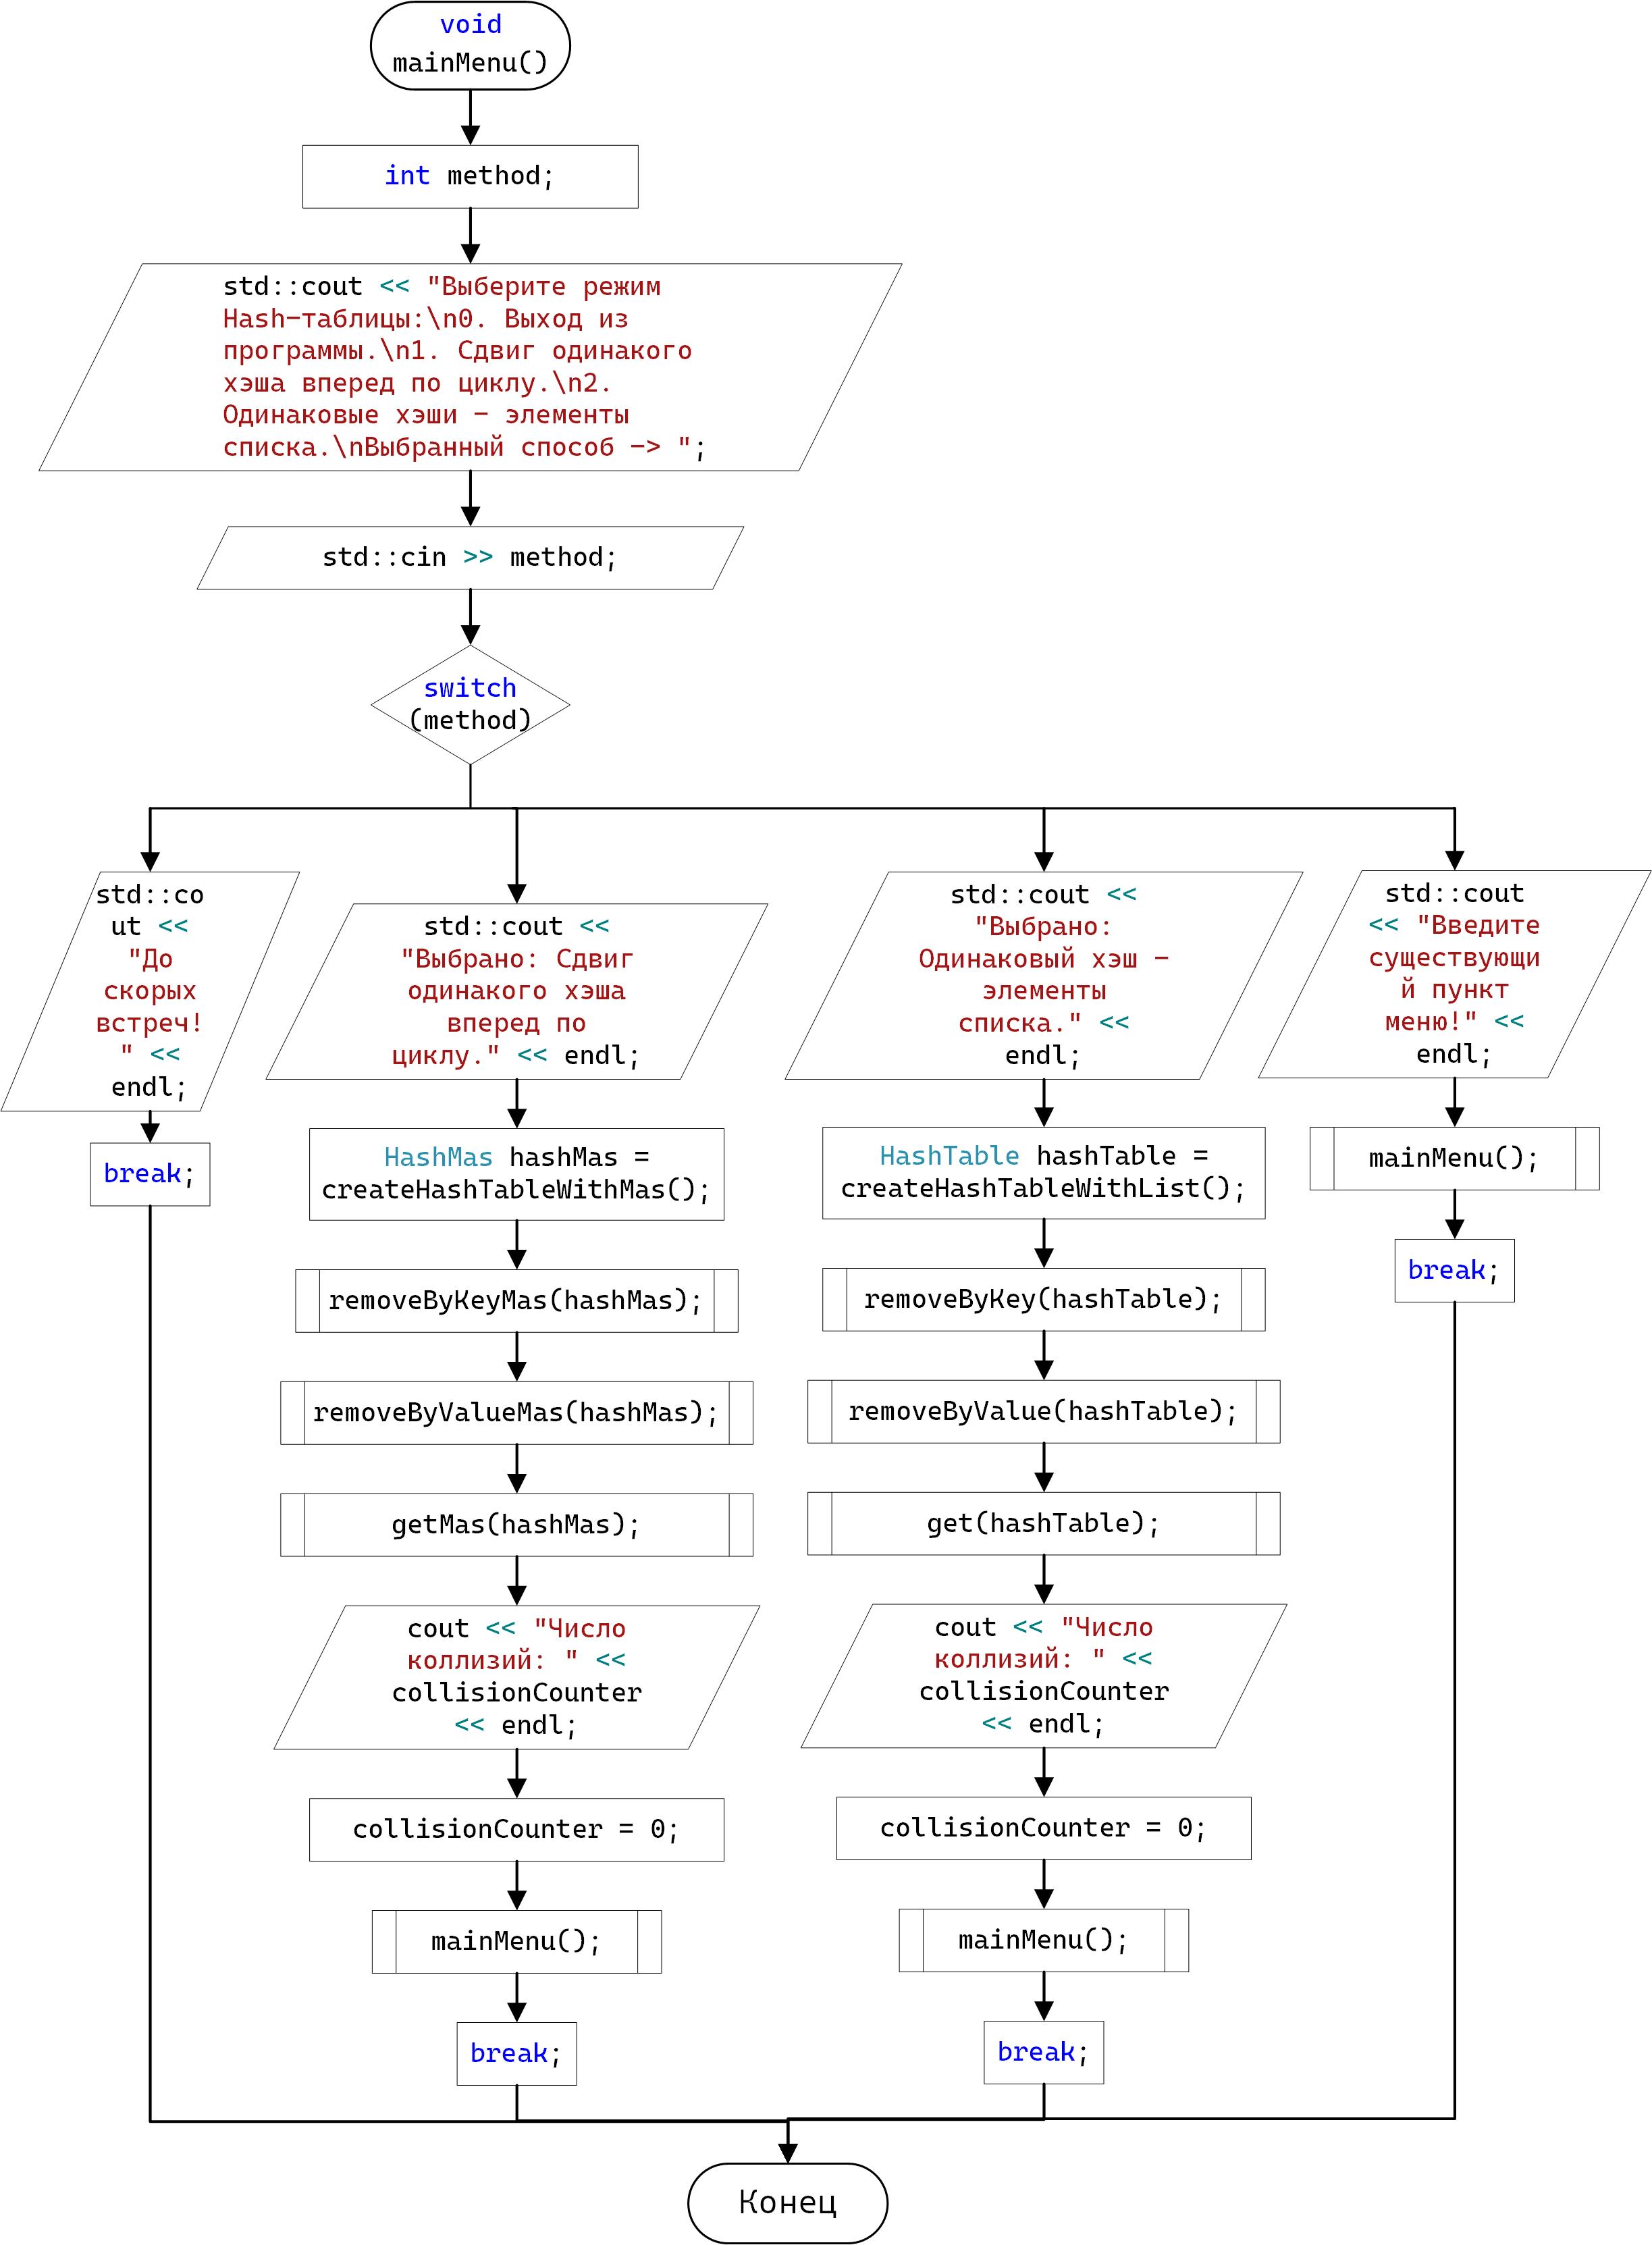 void
mainMenu()
int method;
std::cout << "Выберите режим
Hash-таблицы:\n0. Выход из
программы.\n1. Сдвиг одинакого
хэша вперед по циклу.\n2.
Одинаковые хэши - элементы
списка.\nВыбранный способ -> ";
std::cin >> method;
switch
(method)
std::co
ut <<
"До
скорых
встреч!
" <<
endl;
break;
std::cout <<
"Выбрано: Сдвиг
одинакого хэша
вперед по
циклу." << endl;
HashMas hashMas =
createHashTableWithMas();
removeByKeyMas(hashMas);
removeByValueMas(hashMas);
getMas(hashMas);
cout << "Число
коллизий: " <<
collisionCounter
<< endl;
collisionCounter = 0;
mainMenu();
break;
std::cout <<
"Выбрано:
Одинаковый хэш -
элементы
списка." <<
endl;
HashTable hashTable =
createHashTableWithList();
removeByKey(hashTable);
removeByValue(hashTable);
get(hashTable);
cout << "Число
коллизий: " <<
collisionCounter
<< endl;
collisionCounter = 0;
mainMenu();
break;
std::cout
<< "Введите
существующи
й пункт
меню!" <<
endl;
mainMenu();
break;
Конец